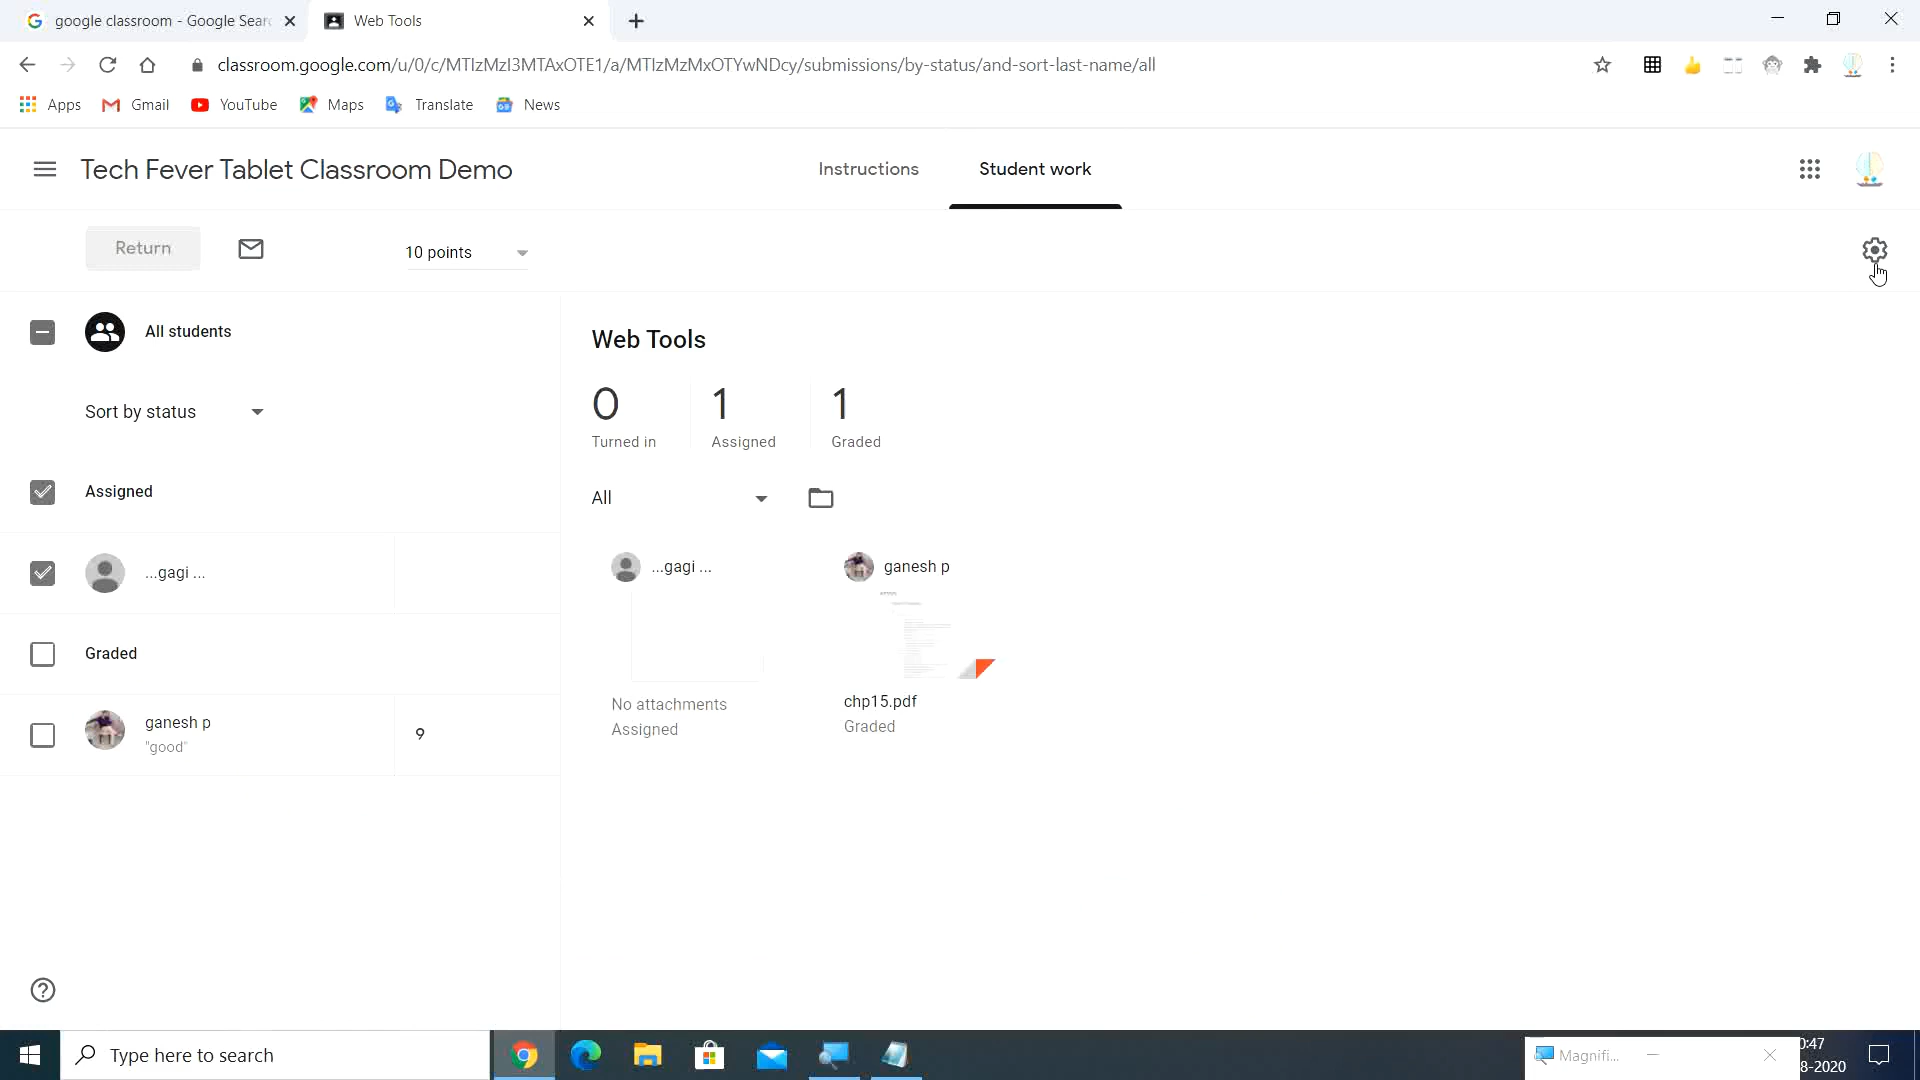 google classroom - Google Sear
Web Tools
classroom.google.com/u/0/c/MTIzMzI3MTAxOTE1/a/MTIzMzMxOTYwNDcy/submissions/by-status/and-sort-last-name/all
Apps Gmail YouTube Maps Translate News
Tech Fever Tablet Classroom Demo
Instructions
Student work
Return
10 points
All students
Sort by status
Assigned
...gagi ...
Graded
ganesh p
"good"
9
Web Tools
0 1 1
Turned in Assigned Graded
All
...gagi ...
ganesh p
No attachments
Assigned
chp15.pdf
Graded
Type here to search
Magnifi...
0:47
8-2020